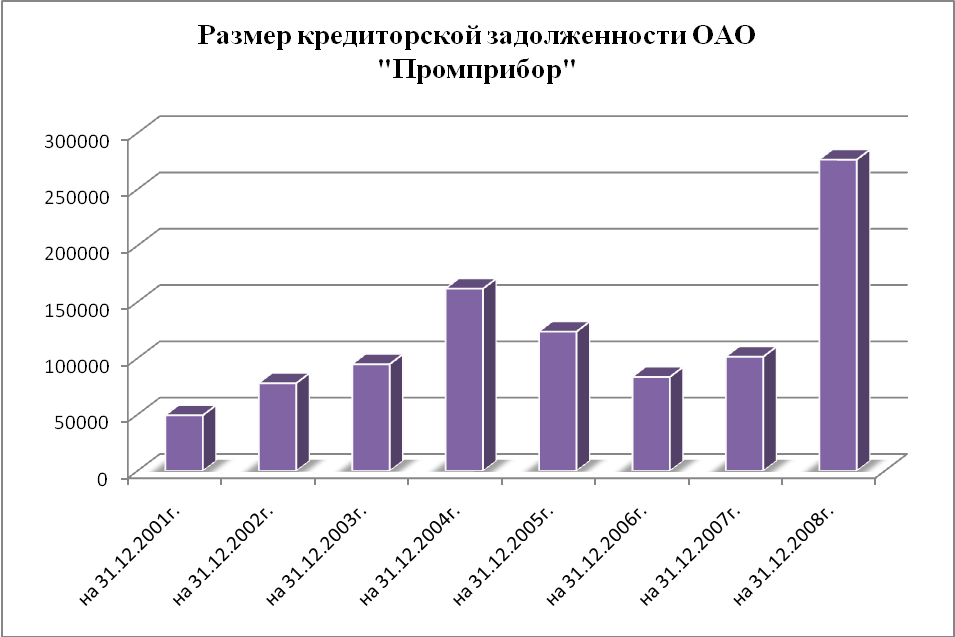 Размер кредиторской задолженности ОАО
"Промприбор"
300000
250000
200000
150000
100000
50000
0
на 31.12.2001г.
на 31.12.2002г.
на 31.12.2003г.
на 31.12.2004г.
на 31.12.2005г.
на 31.12.2006г.
на 31.12.2007г.
на 31.12.2008г.